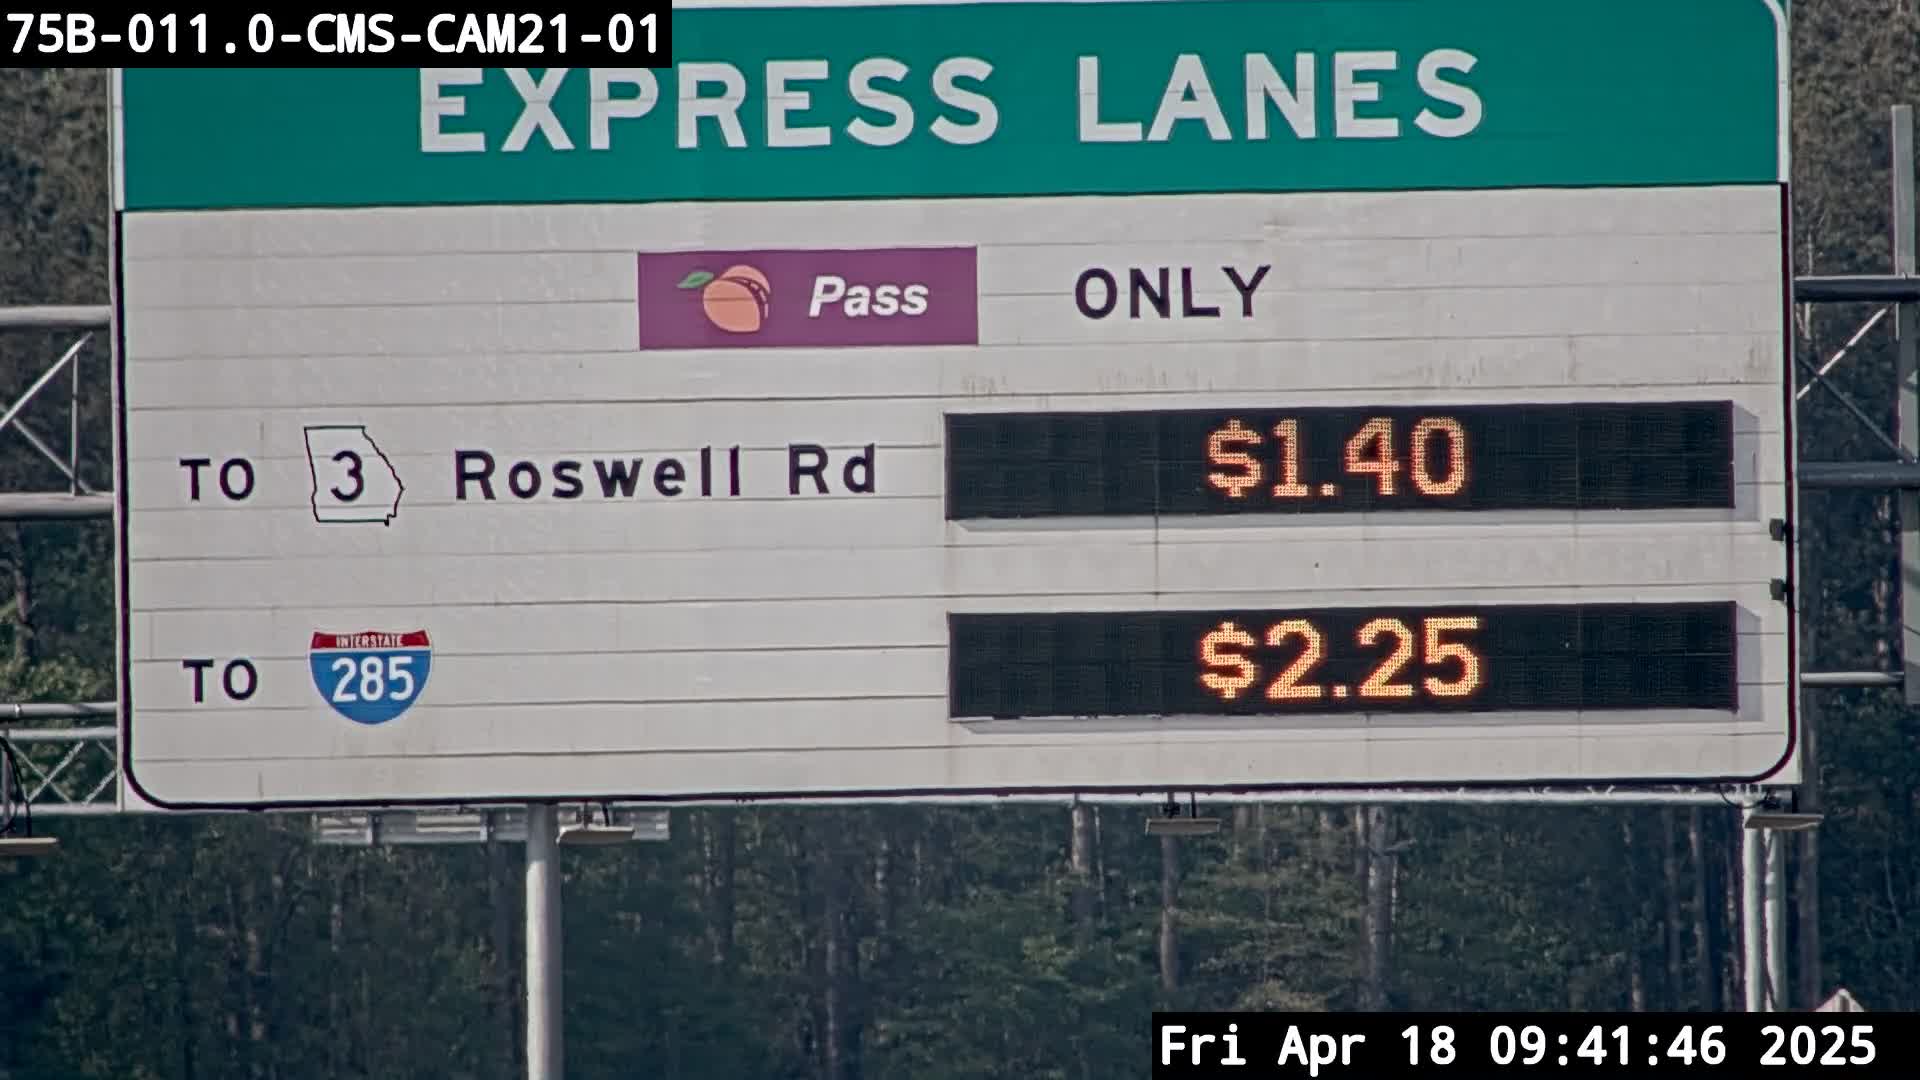 75B-011.0-CMS-CAM21-01
EXPRESS LANES
Pass ONLY
TO 3 Roswell Rd $1.40
TO INTERSTATE 285 $2.25
Fri Apr 18 09:41:46 2025